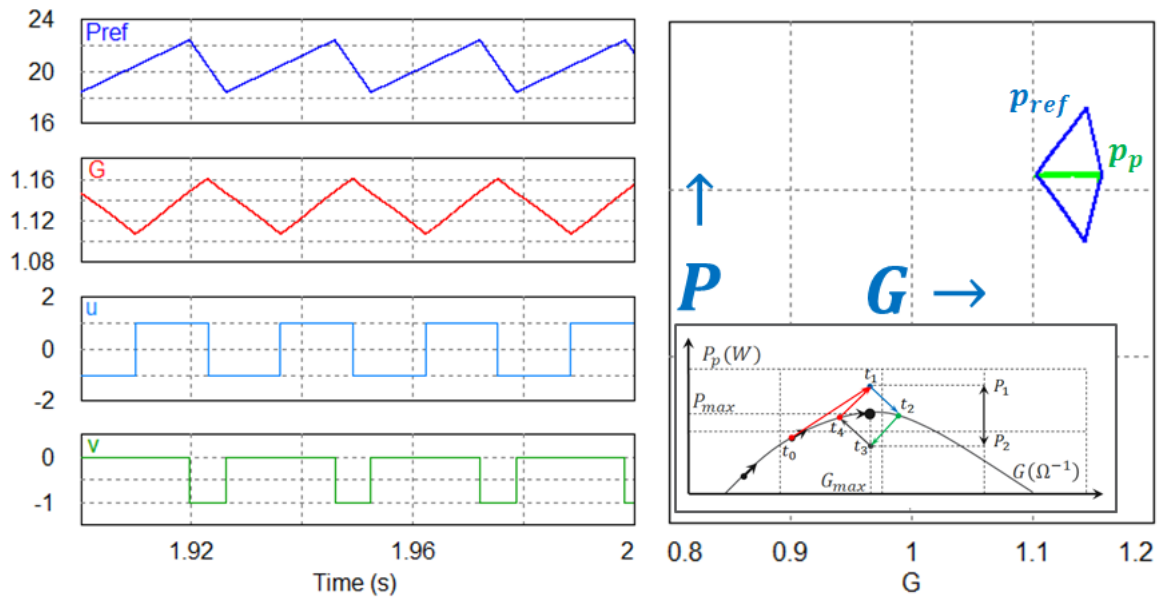 Pref
24
20
16
G
1.16
1.12
1.08
u
2
0
-2
v
0
-1
1.92 1.96 2
Time (s)
p_ref
p_p
↑
P
G →
P_p(W)
t_1
P_1
P_max
t_2
t_4
t_0
t_3
P_2
G_max
G(Ω⁻¹)
0.8 0.9 1 1.1 1.2
G